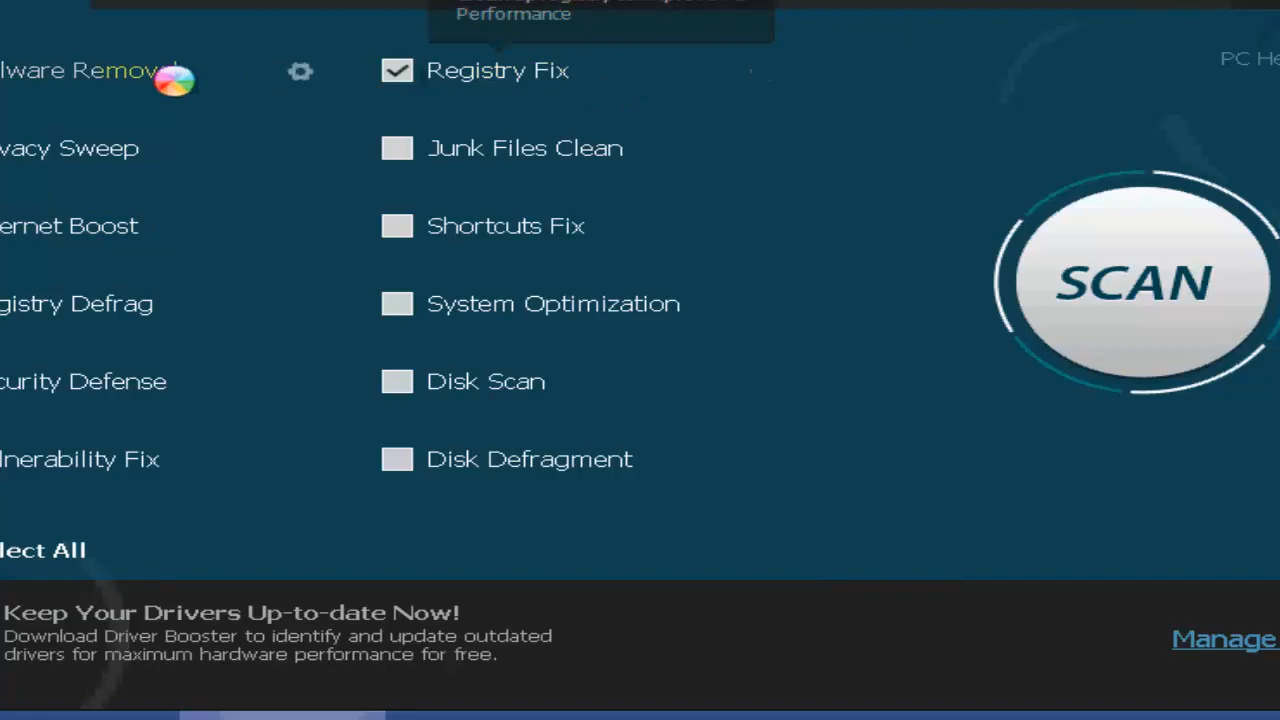 Performance
lware Removal
Registry Fix
PC He
vacy Sweep
Junk Files Clean
ernet Boost
Shortcuts Fix
gistry Defrag
System Optimization
SCAN
curity Defense
Disk Scan
lnerability Fix
Disk Defragment
lect All
Keep Your Drivers Up-to-date Now!
Download Driver Booster to identify and update outdated
drivers for maximum hardware performance for free.
Manage